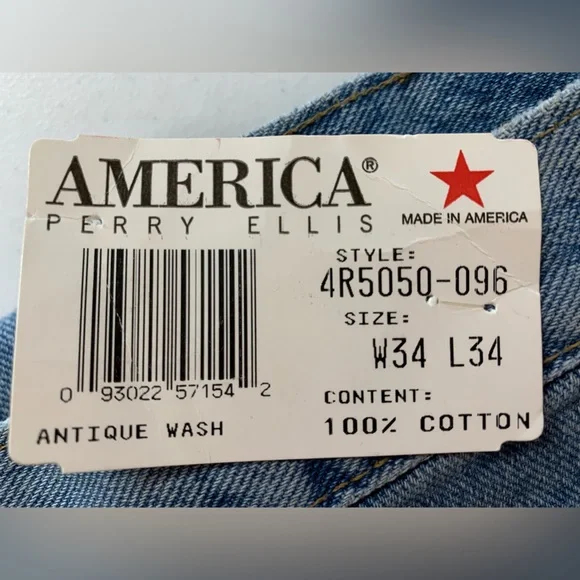 AMERICA®
PERRY ELLIS
MADE IN AMERICA
STYLE:
4R5050-096
SIZE:
W34 L34
0 93022 57154 2
CONTENT:
ANTIQUE WASH
100% COTTON